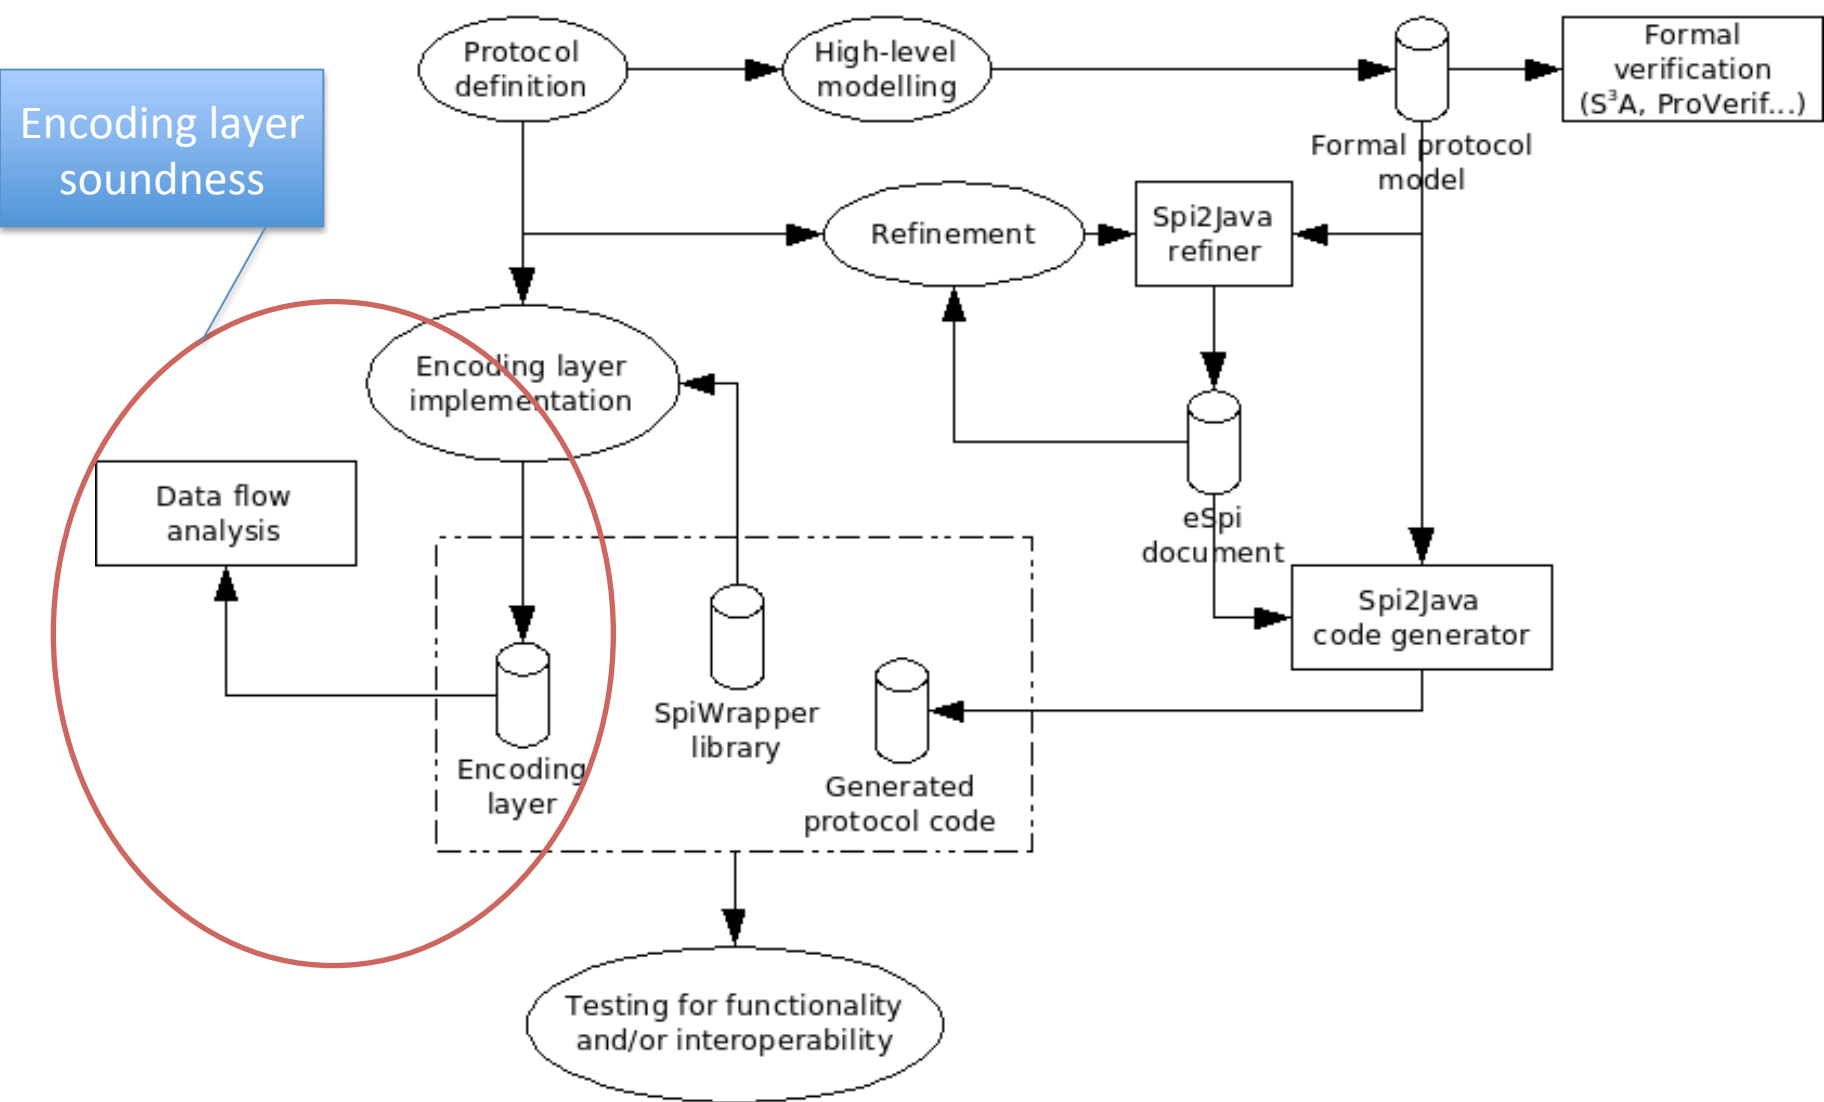 Protocol
definition
High-level
modelling
Formal
verification
(S³A, ProVerif...)
Encoding layer
soundness
Formal protocol
model
Refinement
Spi2Java
refiner
Encoding layer
implementation
Data flow
analysis
eSpi
document
Spi2Java
code generator
SpiWrapper
library
Encoding
layer
Generated
protocol code
Testing for functionality
and/or interoperability